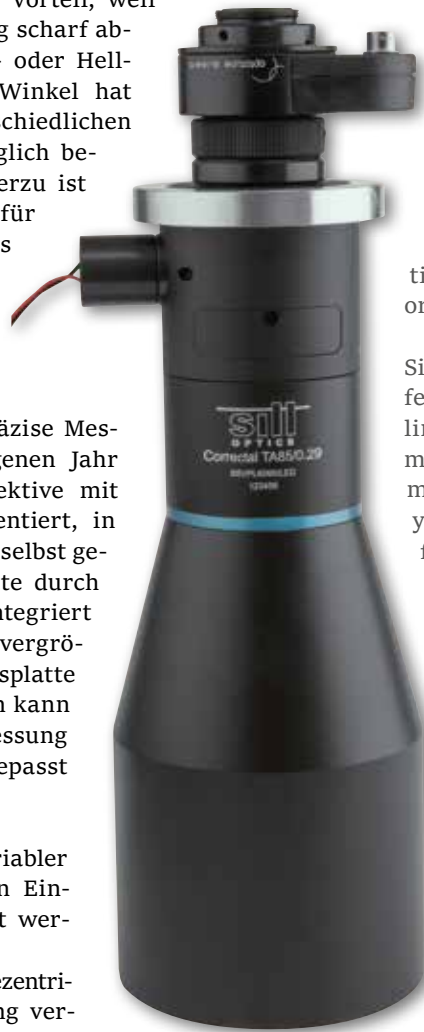 vorteil, weil
g scharf ab-
- oder Hell-
Winkel hat
schiedlichen
glich be-
erzu ist
für
s
äzise Mes-
genen Jahr
ektive mit
entiert, in
selbst ge-
te durch
ntegriert
vergrö-
splatte
n kann
essung
epasst
riabler
n Ein-
t wer-
ezentri-
ng ver-
sill
OPTICS
Correctal TA85/0.29
123456
ti
or
Si
fe
lin
m
m
y
f